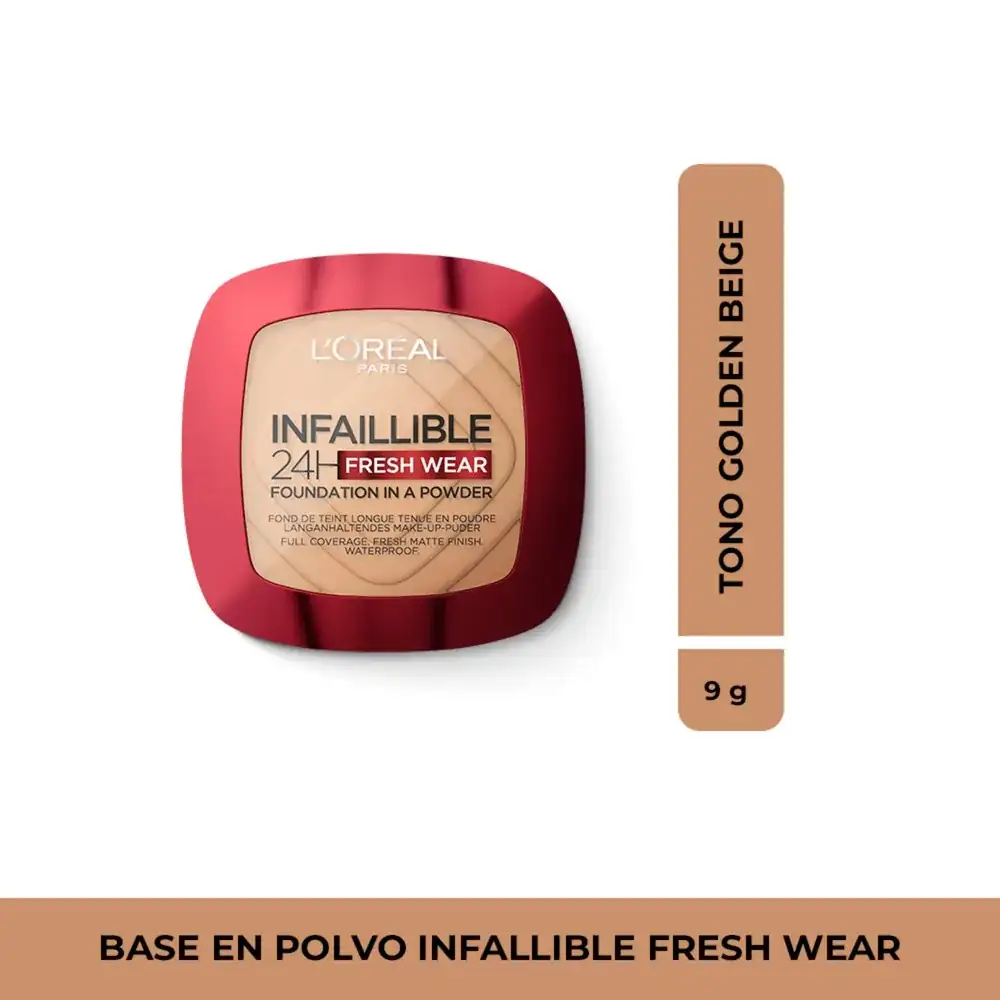 L'ORÉAL
PARIS
INFAILLIBLE
24H FRESH WEAR
FOUNDATION IN A POWDER
FOND DE TEINT LONGUE TENUE EN POUDRE
LANGANHALTENDES MAKE-UP-PUDER
FULL COVERAGE. FRESH MATTE FINISH.
WATERPROOF.
TONO GOLDEN BEIGE
9 g
BASE EN POLVO INFALLIBLE FRESH WEAR